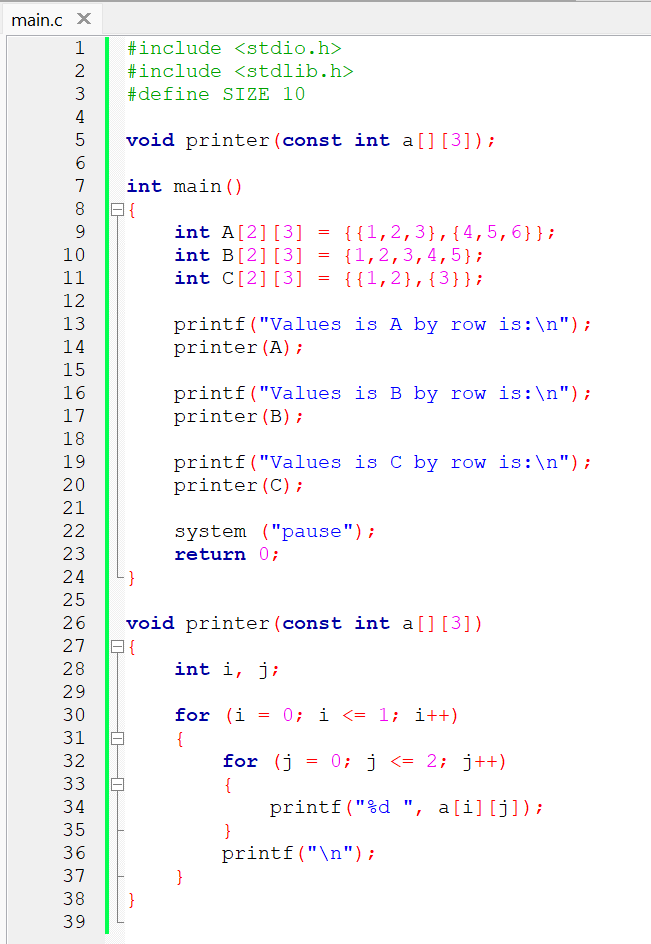 main.c ×
1 #include <stdio.h>
2 #include <stdlib.h>
3 #define SIZE 10
4
5 void printer(const int a[][3]);
6
7 int main()
8 {
9     int A[2][3] = {{1,2,3},{4,5,6}};
10     int B[2][3] = {1,2,3,4,5};
11     int C[2][3] = {{1,2},{3}};
12
13     printf("Values is A by row is:\n");
14     printer(A);
15
16     printf("Values is B by row is:\n");
17     printer(B);
18
19     printf("Values is C by row is:\n");
20     printer(C);
21
22     system ("pause");
23     return 0;
24 }
25
26 void printer(const int a[][3])
27 {
28     int i, j;
29
30     for (i = 0; i <= 1; i++)
31     {
32         for (j = 0; j <= 2; j++)
33         {
34             printf("%d ", a[i][j]);
35         }
36         printf("\n");
37     }
38 }
39